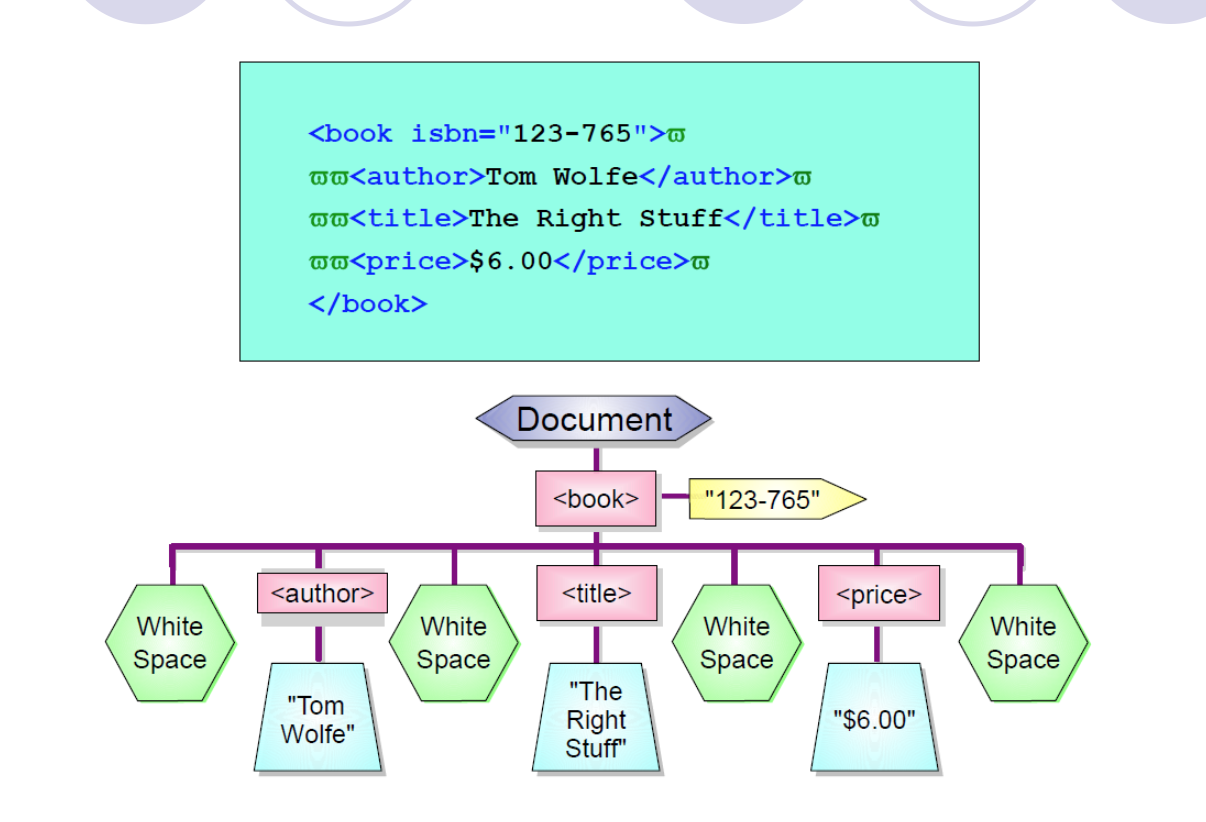 <book isbn="123-765">ϖ
ϖϖ<author>Tom Wolfe</author>ϖ
ϖϖ<title>The Right Stuff</title>ϖ
ϖϖ<price>$6.00</price>ϖ
</book>
Document
<book>
"123-765"
White
Space
<author>
"Tom
Wolfe"
White
Space
<title>
"The
Right
Stuff"
White
Space
<price>
"$6.00"
White
Space